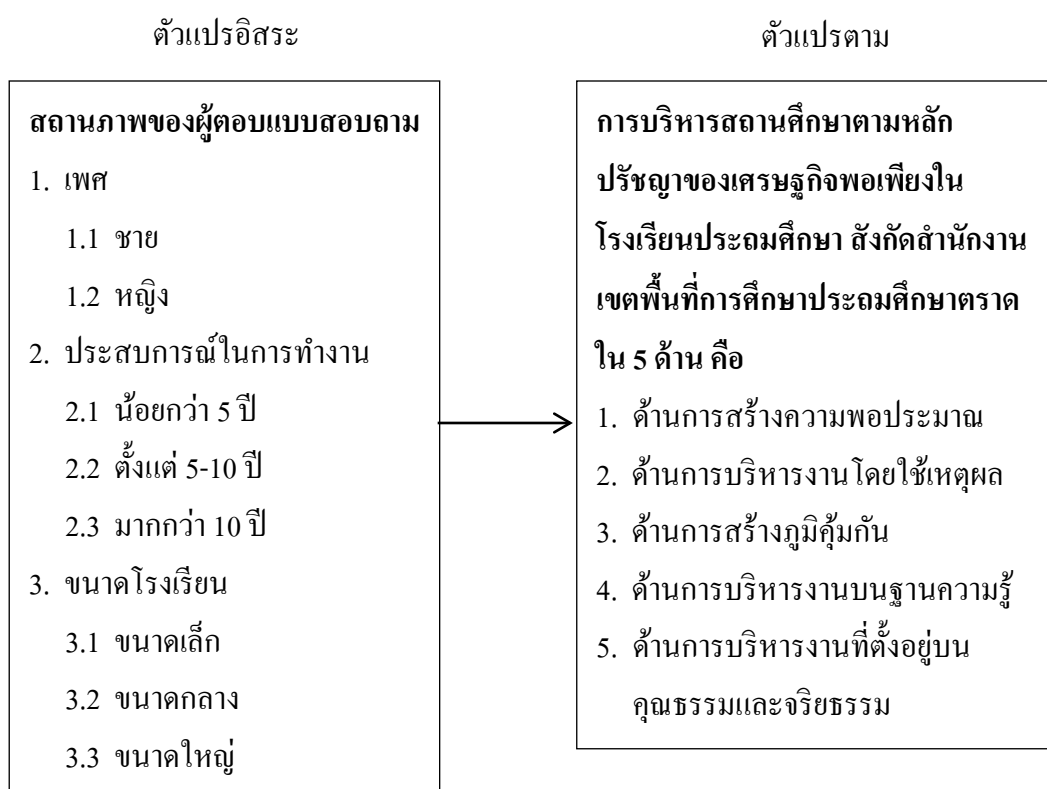 ตัวแปรอิสระ
สถานภาพของผู้ตอบแบบสอบถาม
1. เพศ
1.1 ชาย
1.2 หญิง
2. ประสบการณ์ในการทำงาน
2.1 น้อยกว่า 5 ปี
2.2 ตั้งแต่ 5-10 ปี
2.3 มากกว่า 10 ปี
3. ขนาดโรงเรียน
3.1 ขนาดเล็ก
3.2 ขนาดกลาง
3.3 ขนาดใหญ่
ตัวแปรตาม
การบริหารสถานศึกษาตามหลัก
ปรัชญาของเศรษฐกิจพอเพียงใน
โรงเรียนประถมศึกษา สังกัดสำนักงาน
เขตพื้นที่การศึกษาประถมศึกษาตราด
ใน 5 ด้าน คือ
1. ด้านการสร้างความพอประมาณ
2. ด้านการบริหารงานโดยใช้เหตุผล
3. ด้านการสร้างภูมิคุ้มกัน
4. ด้านการบริหารงานบนฐานความรู้
5. ด้านการบริหารงานที่ตั้งอยู่บน
คุณธรรมและจริยธรรม